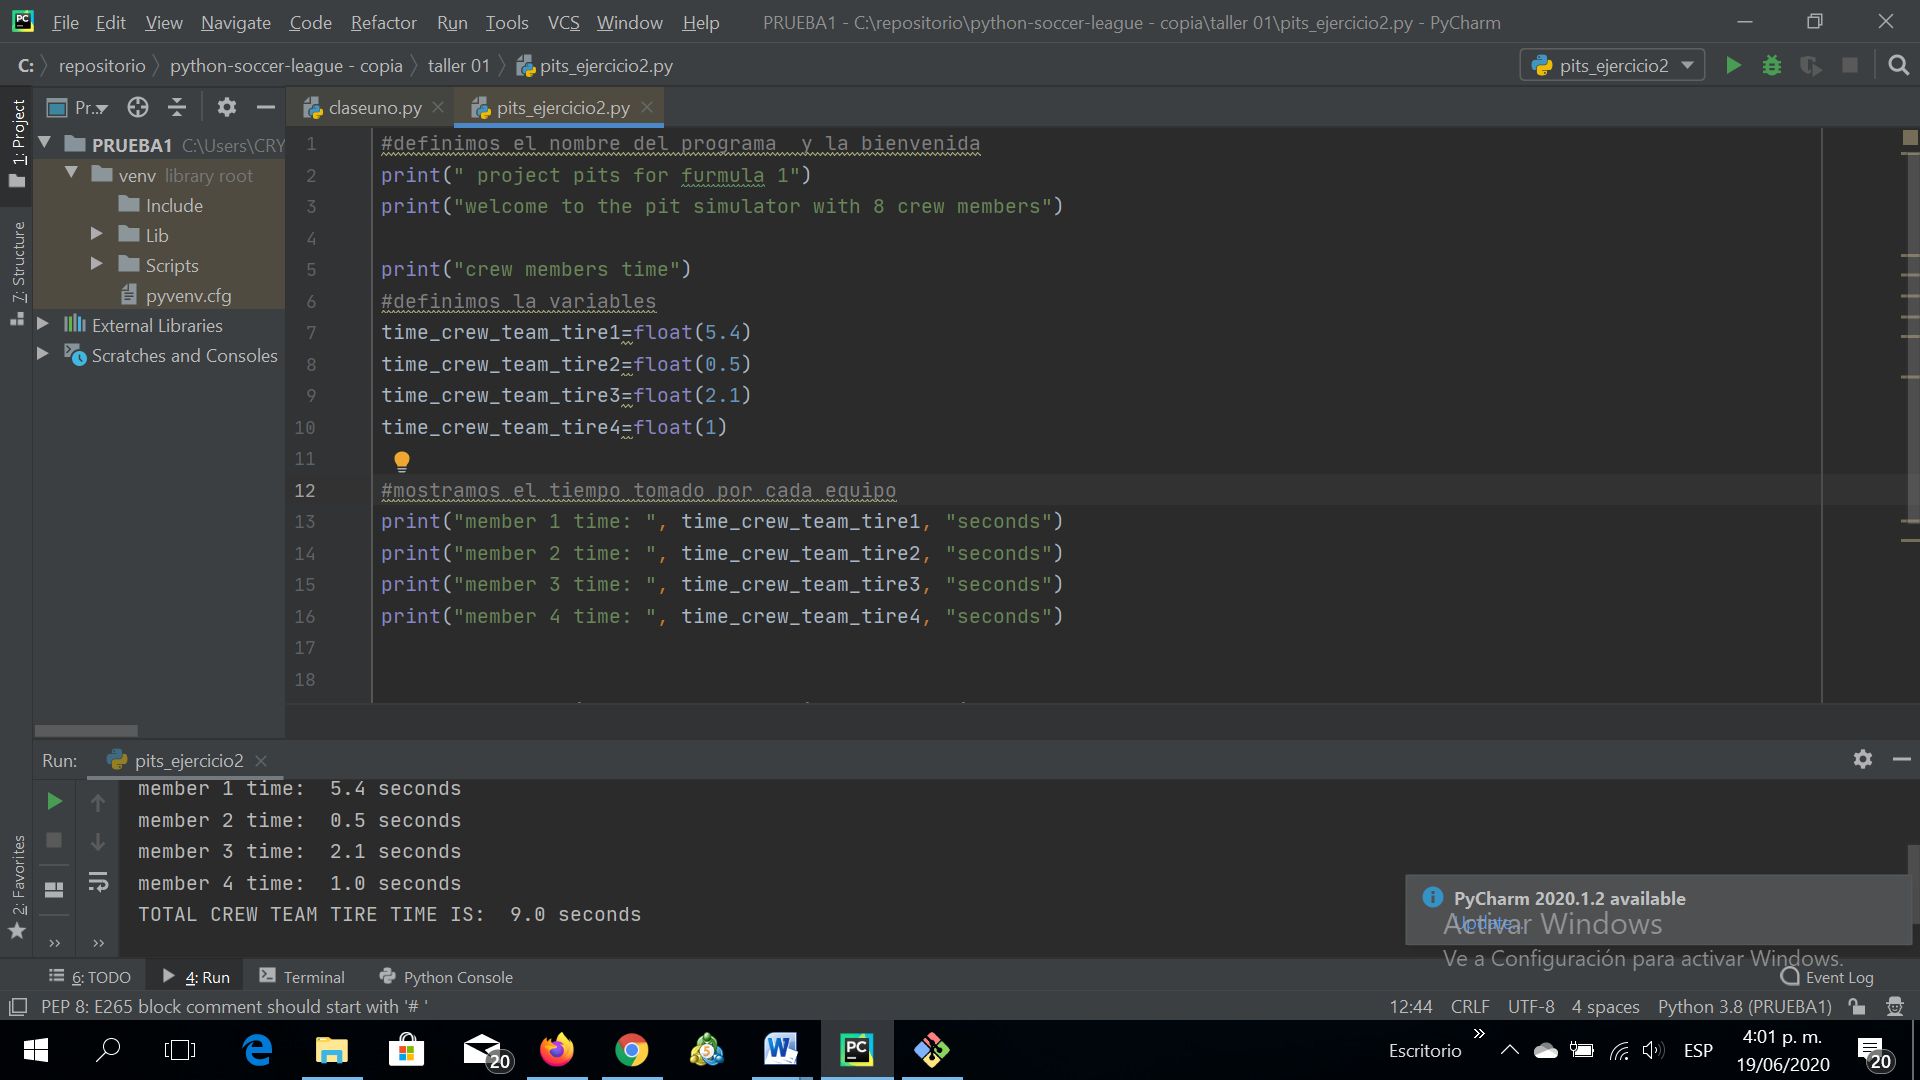 File Edit View Navigate Code Refactor Run Tools VCS Window Help PRUEBA1 - C:\repositorio\python-soccer-league - copia\taller 01\pits_ejercicio2.py - PyCharm
C: repositorio python-soccer-league - copia taller 01 pits_ejercicio2.py pits_ejercicio2
1: Project
7: Structure
2: Favorites
Pr...
PRUEBA1 C:\Users\CRY
venv library root
Include
Lib
Scripts
pyvenv.cfg
External Libraries
Scratches and Consoles
claseuno.py pits_ejercicio2.py
1 #definimos el nombre del programa  y la bienvenida
2 print(" project pits for furmula 1")
3 print("welcome to the pit simulator with 8 crew members")
4
5 print("crew members time")
6 #definimos la variables
7 time_crew_team_tire1=float(5.4)
8 time_crew_team_tire2=float(0.5)
9 time_crew_team_tire3=float(2.1)
10 time_crew_team_tire4=float(1)
11
12 #mostramos el tiempo tomado por cada equipo
13 print("member 1 time: ", time_crew_team_tire1, "seconds")
14 print("member 2 time: ", time_crew_team_tire2, "seconds")
15 print("member 3 time: ", time_crew_team_tire3, "seconds")
16 print("member 4 time: ", time_crew_team_tire4, "seconds")
17
18
Run: pits_ejercicio2
member 1 time:  5.4 seconds
member 2 time:  0.5 seconds
member 3 time:  2.1 seconds
member 4 time:  1.0 seconds
TOTAL CREW TEAM TIRE TIME IS:  9.0 seconds
PyCharm 2020.1.2 available
Update...
Activar Windows
Ve a Configuración para activar Windows.
6: TODO 4: Run Terminal Python Console Event Log
PEP 8: E265 block comment should start with '# ' 12:44 CRLF UTF-8 4 spaces Python 3.8 (PRUEBA1)
20 Escritorio ESP 4:01 p. m.
19/06/2020 20